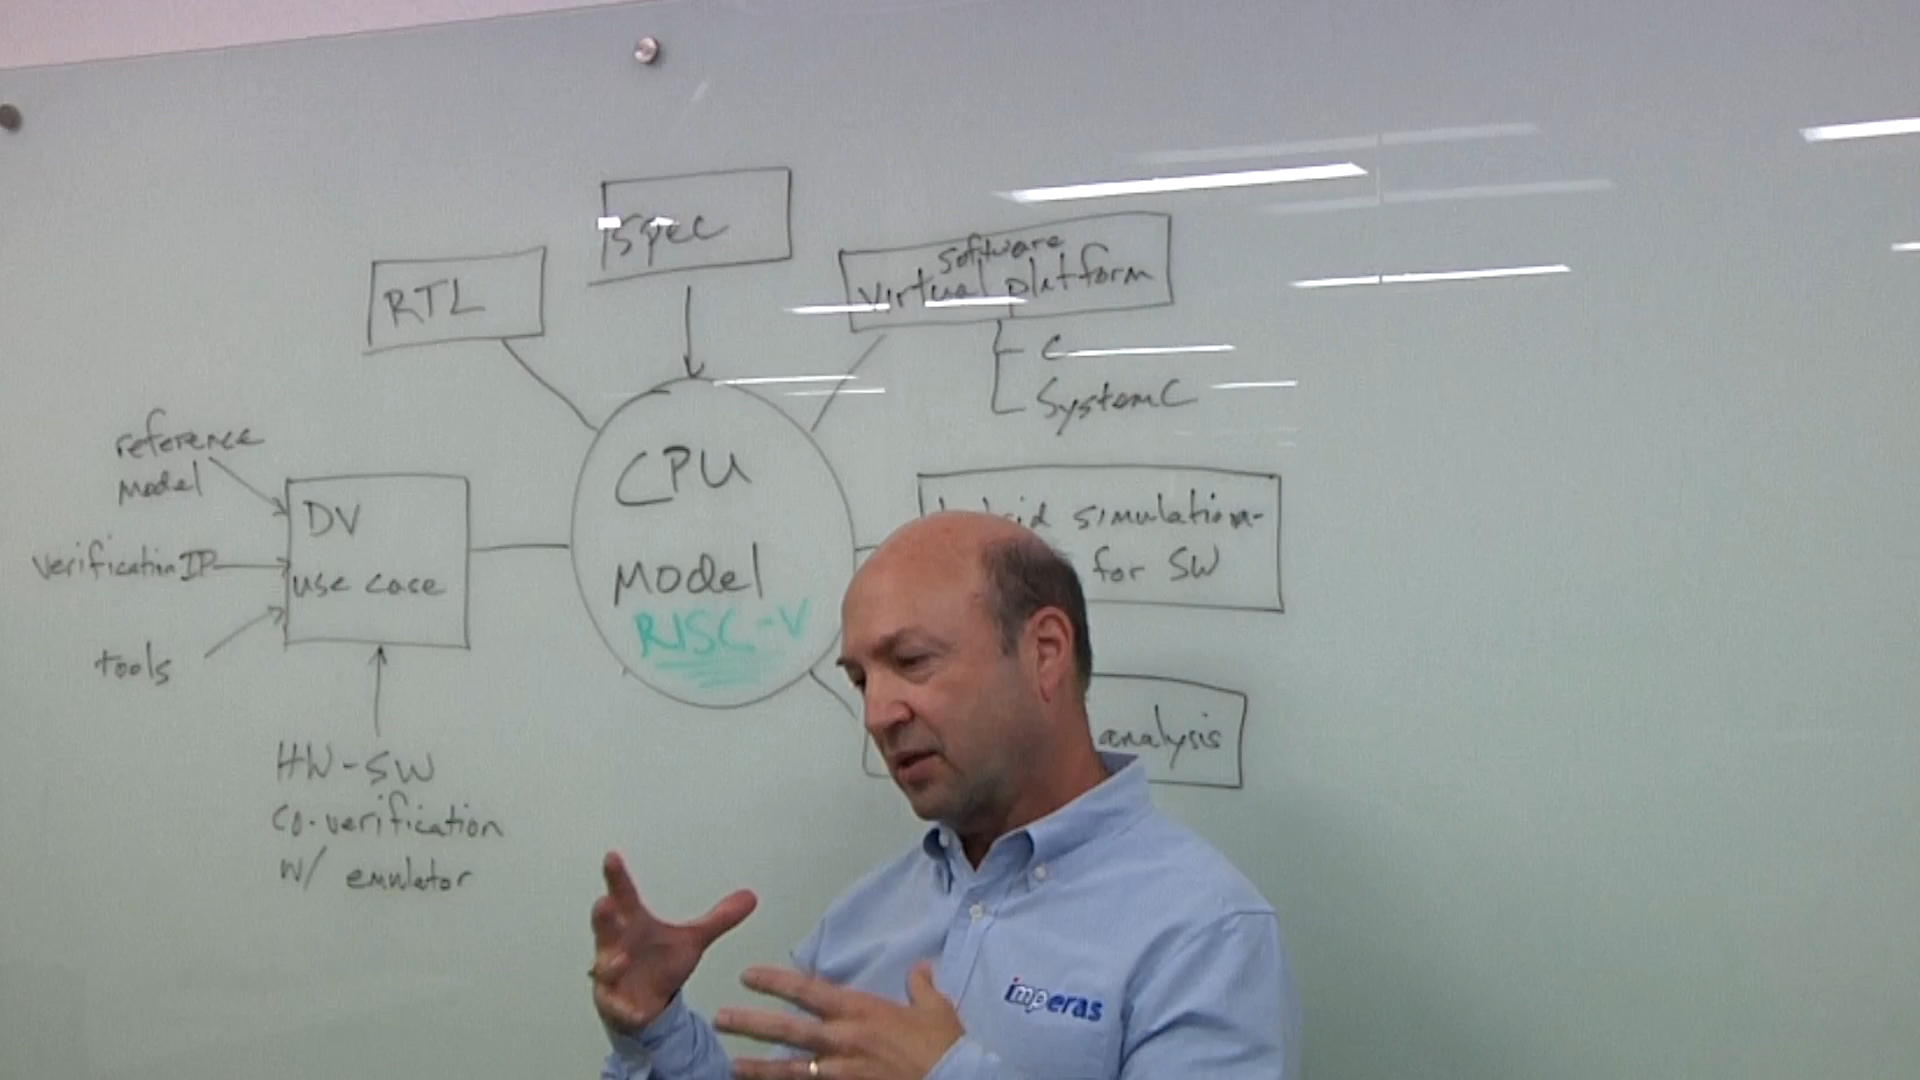 spec
RTL
software
virtual platform
C
SystemC
reference
model
DV
use case
verification IP
tools
HW-SW
co-verification
w/ emulator
CPU
Model
RISC-V
simulation-
for SW
analysis
imperas